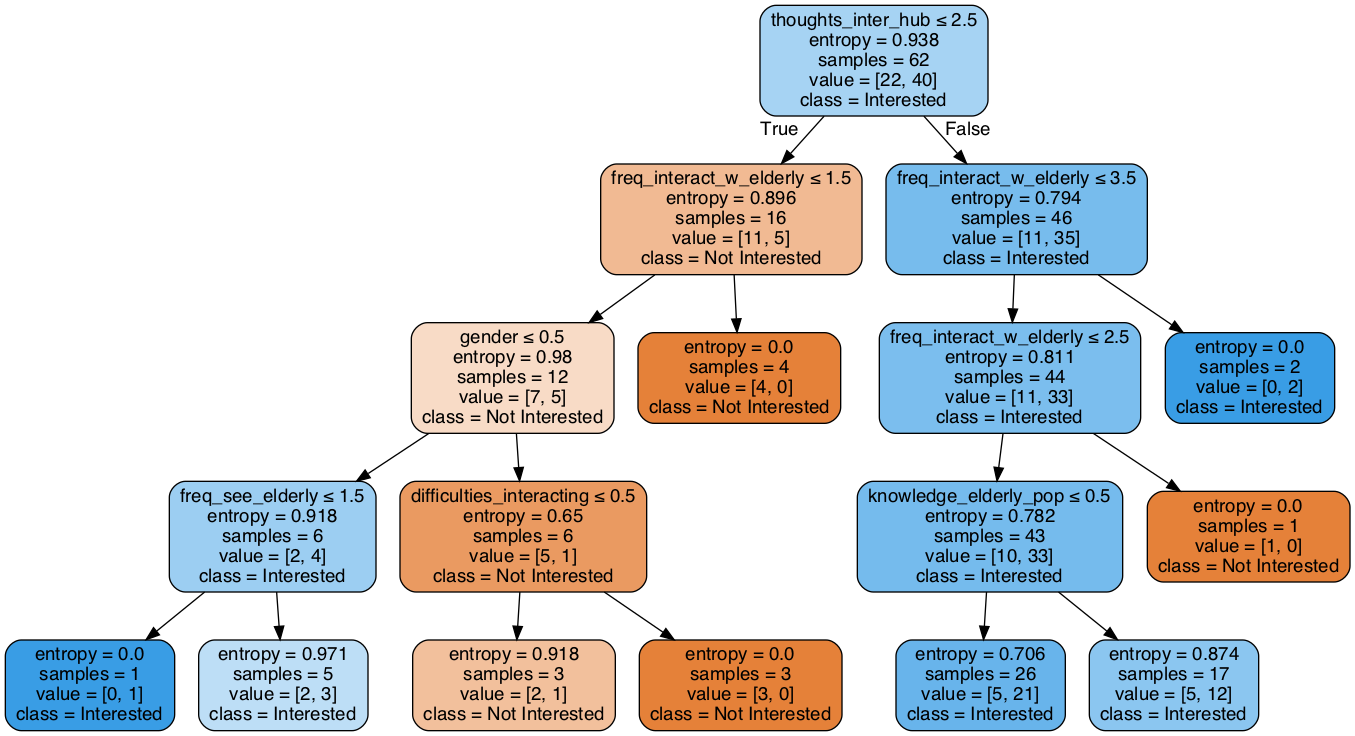 thoughts_inter_hub ≤ 2.5
entropy = 0.938
samples = 62
value = [22, 40]
class = Interested
True
False
freq_interact_w_elderly ≤ 1.5
entropy = 0.896
samples = 16
value = [11, 5]
class = Not Interested
freq_interact_w_elderly ≤ 3.5
entropy = 0.794
samples = 46
value = [11, 35]
class = Interested
gender ≤ 0.5
entropy = 0.98
samples = 12
value = [7, 5]
class = Not Interested
entropy = 0.0
samples = 4
value = [4, 0]
class = Not Interested
freq_interact_w_elderly ≤ 2.5
entropy = 0.811
samples = 44
value = [11, 33]
class = Interested
entropy = 0.0
samples = 2
value = [0, 2]
class = Interested
freq_see_elderly ≤ 1.5
entropy = 0.918
samples = 6
value = [2, 4]
class = Interested
difficulties_interacting ≤ 0.5
entropy = 0.65
samples = 6
value = [5, 1]
class = Not Interested
knowledge_elderly_pop ≤ 0.5
entropy = 0.782
samples = 43
value = [10, 33]
class = Interested
entropy = 0.0
samples = 1
value = [1, 0]
class = Not Interested
entropy = 0.0
samples = 1
value = [0, 1]
class = Interested
entropy = 0.971
samples = 5
value = [2, 3]
class = Interested
entropy = 0.918
samples = 3
value = [2, 1]
class = Not Interested
entropy = 0.0
samples = 3
value = [3, 0]
class = Not Interested
entropy = 0.706
samples = 26
value = [5, 21]
class = Interested
entropy = 0.874
samples = 17
value = [5, 12]
class = Interested